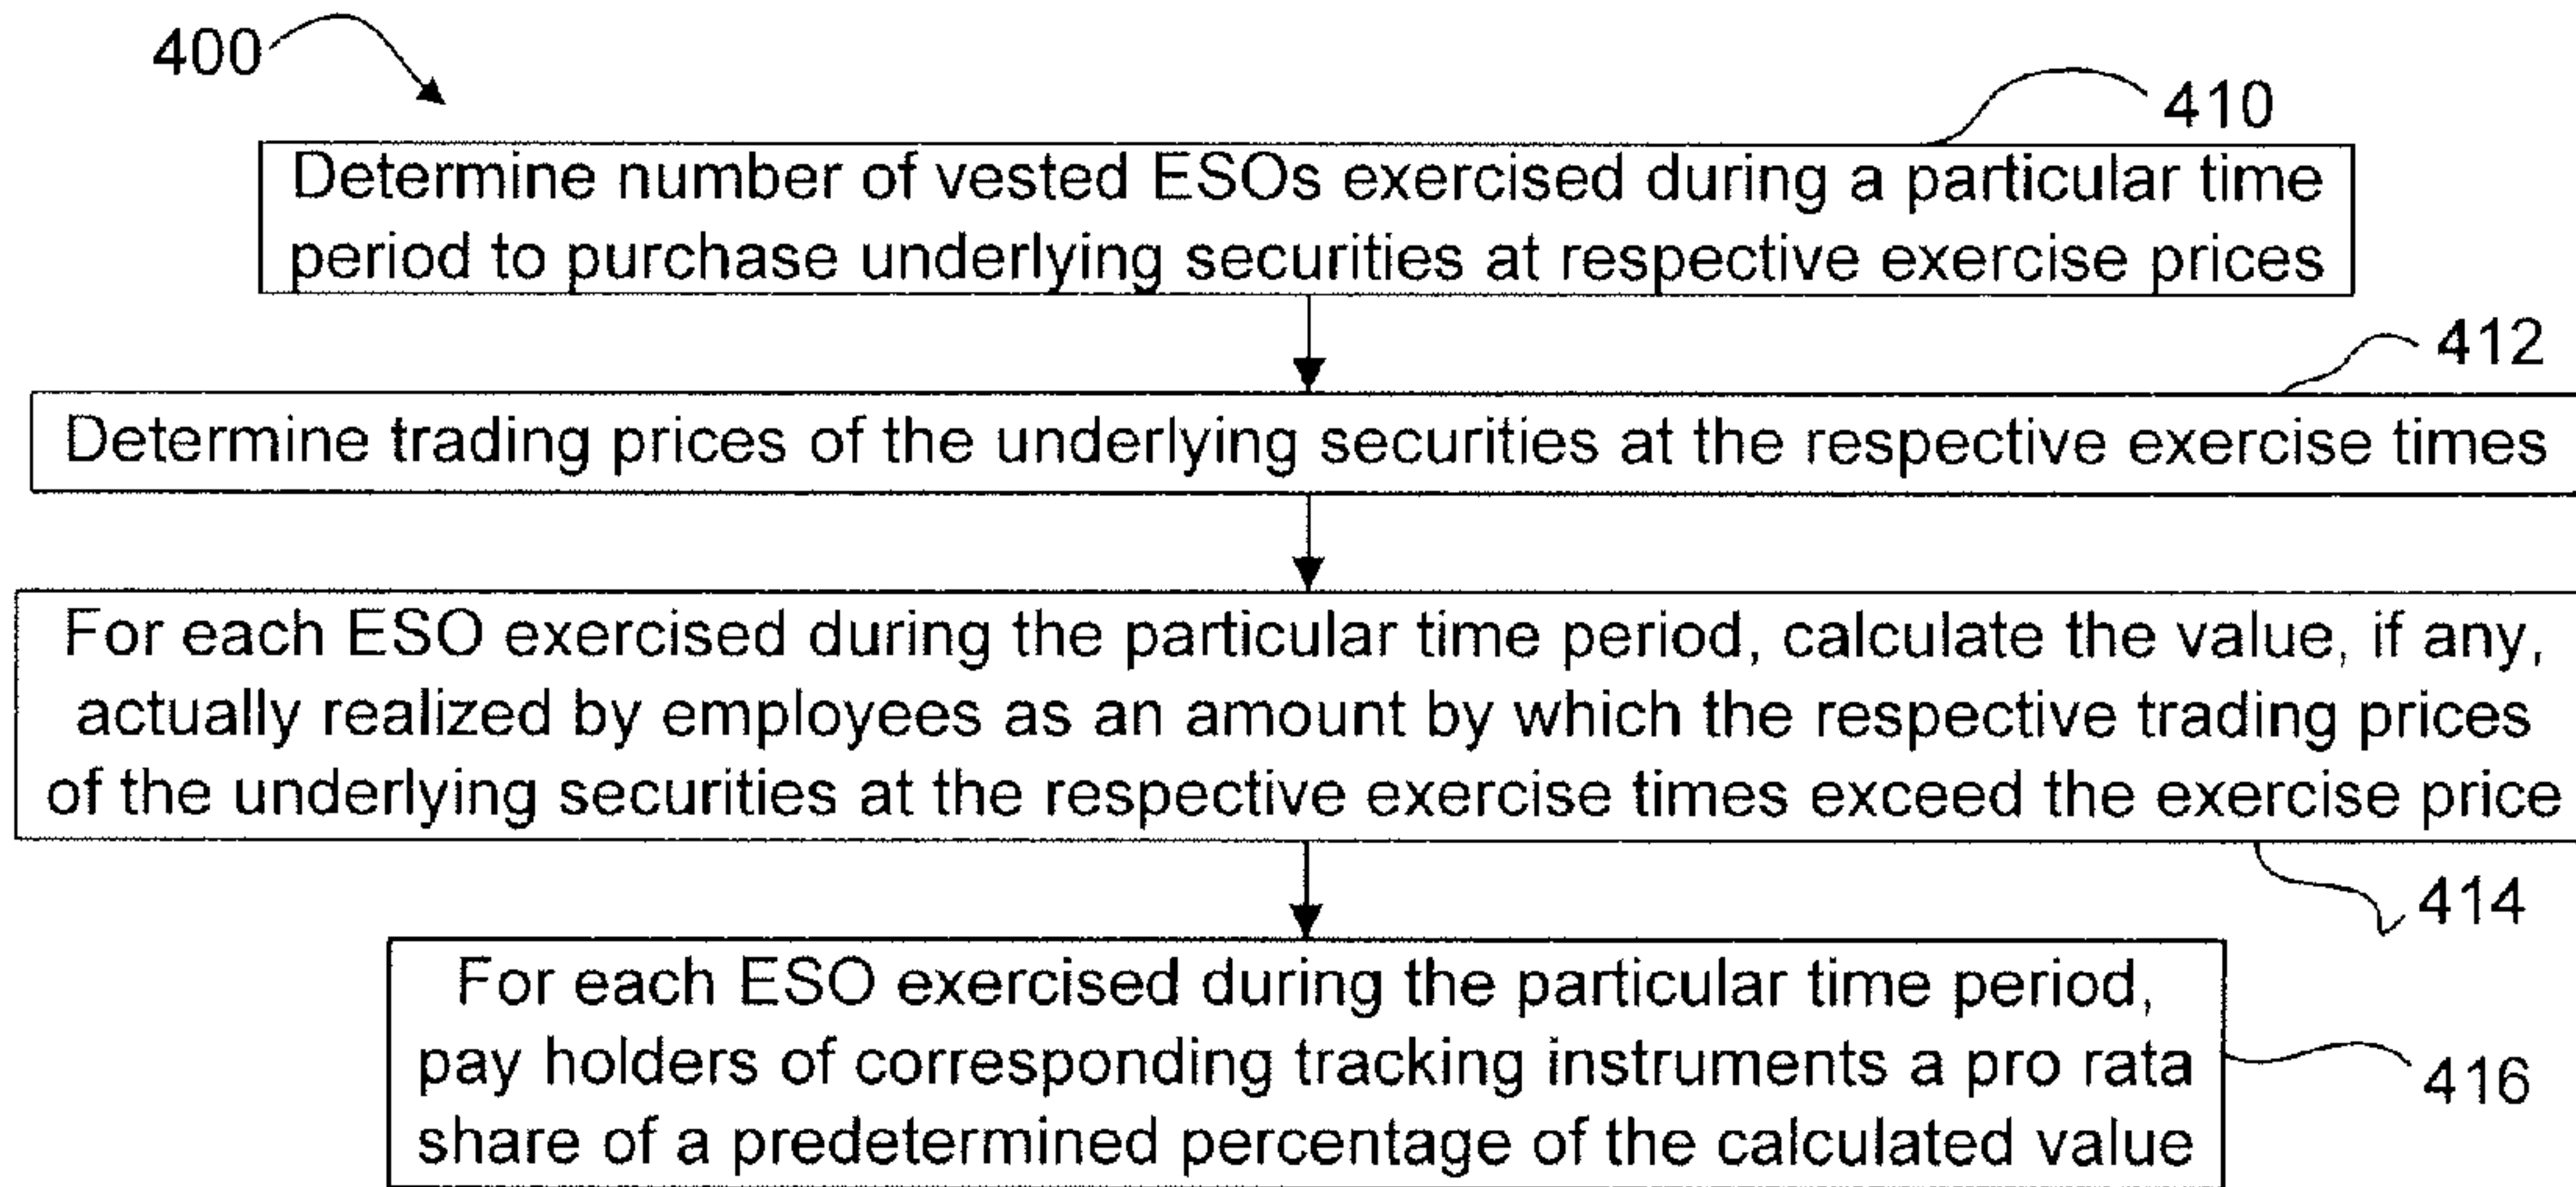 400
410
Determine number of vested ESOs exercised during a particular time
period to purchase underlying securities at respective exercise prices
412
Determine trading prices of the underlying securities at the respective exercise times
For each ESO exercised during the particular time period, calculate the value, if any,
actually realized by employees as an amount by which the respective trading prices
of the underlying securities at the respective exercise times exceed the exercise price
414
For each ESO exercised during the particular time period,
pay holders of corresponding tracking instruments a pro rata
share of a predetermined percentage of the calculated value
416